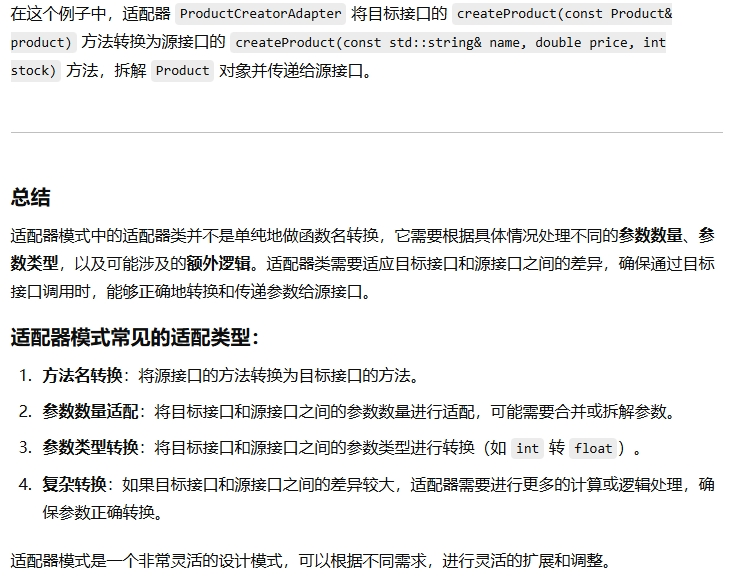 在这个例子中，适配器 ProductCreatorAdapter 将目标接口的 createProduct(const Product&
product) 方法转换为源接口的 createProduct(const std::string& name, double price, int
stock) 方法，拆解 Product 对象并传递给源接口。
总结
适配器模式中的适配器类并不是单纯地做函数名转换，它需要根据具体情况处理不同的参数数量、参
数类型，以及可能涉及的额外逻辑。适配器类需要适应目标接口和源接口之间的差异，确保通过目标
接口调用时，能够正确地转换和传递参数给源接口。
适配器模式常见的适配类型：
1. 方法名转换：将源接口的方法转换为目标接口的方法。
2. 参数数量适配：将目标接口和源接口之间的参数数量进行适配，可能需要合并或拆解参数。
3. 参数类型转换：将目标接口和源接口之间的参数类型进行转换（如 int 转 float）。
4. 复杂转换：如果目标接口和源接口之间的差异较大，适配器需要进行更多的计算或逻辑处理，确
保参数正确转换。
适配器模式是一个非常灵活的设计模式，可以根据不同需求，进行灵活的扩展和调整。